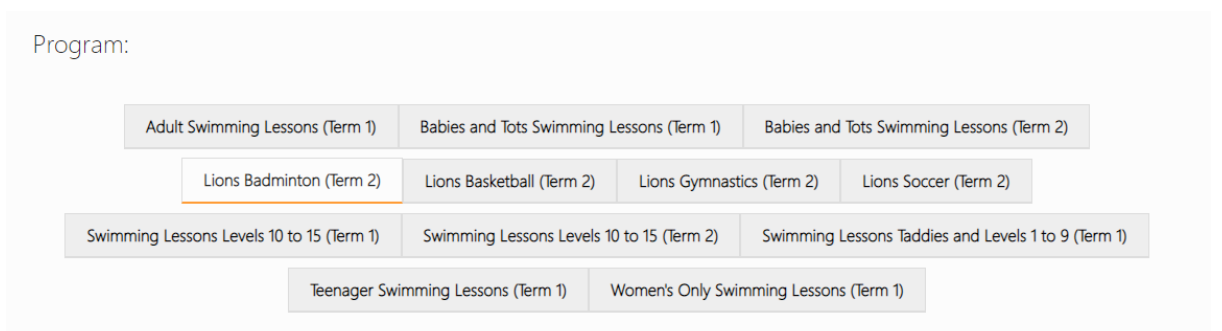 Program:
Adult Swimming Lessons (Term 1) Babies and Tots Swimming Lessons (Term 1) Babies and Tots Swimming Lessons (Term 2)
Lions Badminton (Term 2) Lions Basketball (Term 2) Lions Gymnastics (Term 2) Lions Soccer (Term 2)
Swimming Lessons Levels 10 to 15 (Term 1) Swimming Lessons Levels 10 to 15 (Term 2) Swimming Lessons Taddies and Levels 1 to 9 (Term 1)
Teenager Swimming Lessons (Term 1) Women's Only Swimming Lessons (Term 1)